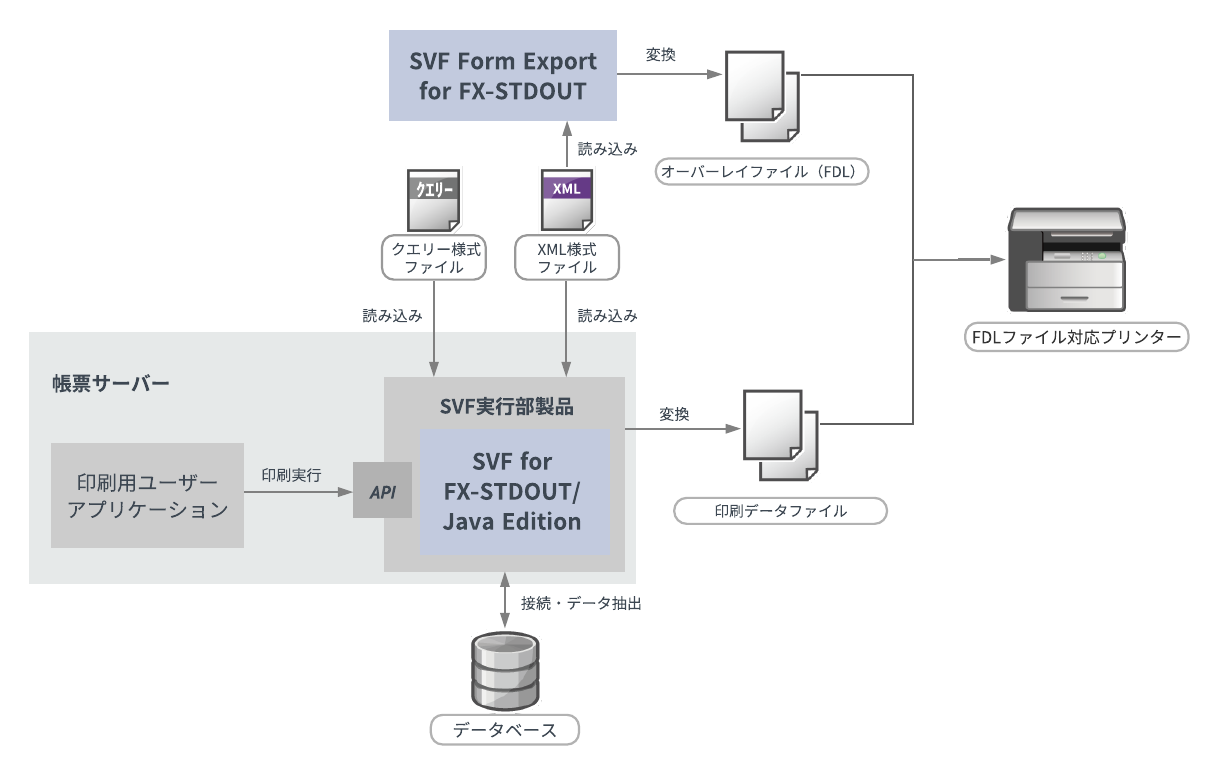 SVF Form Export
for FX-STDOUT
変換
読み込み
オーバーレイファイル（FDL）
クエリー
XML
クエリー様式
ファイル
XML様式
ファイル
読み込み
読み込み
FDLファイル対応プリンター
帳票サーバー
SVF実行部製品
変換
印刷用ユーザー
アプリケーション
印刷実行
API
SVF for
FX-STDOUT/
Java Edition
印刷データファイル
接続・データ抽出
データベース